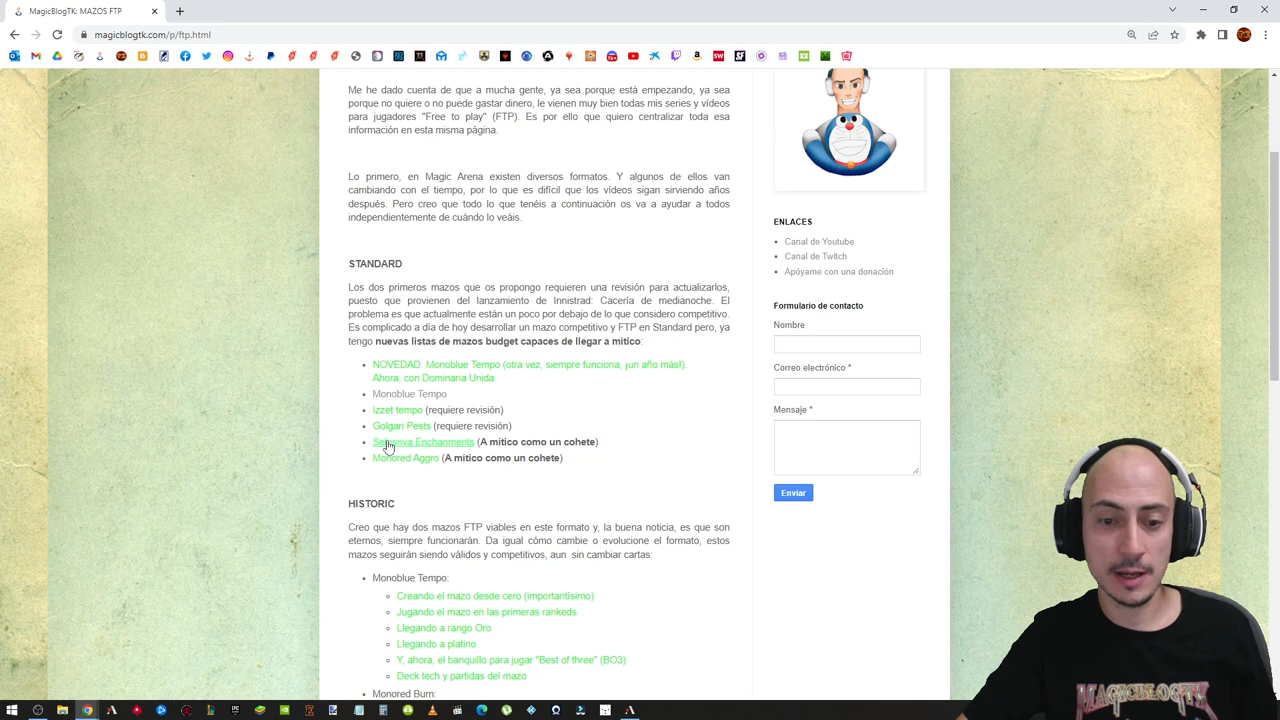 MagicBlogTK: MAZOS FTP
magicblogtk.com/p/ftp.html
Me he dado cuenta de que a mucha gente, ya sea porque está empezando, ya sea
porque no quiere o no puede gastar dinero, le vienen muy bien todas mis series y vídeos
para jugadores "Free to play" (FTP). Es por ello que quiero centralizar toda esa
información en esta misma página.
Lo primero, en Magic Arena existen diversos formatos. Y algunos de ellos van
cambiando con el tiempo, por lo que es difícil que los vídeos sigan sirviendo años
después. Pero creo que todo lo que tenéis a continuación os va a ayudar a todos
independientemente de cuándo lo veáis.
STANDARD
Los dos primeros mazos que os propongo requieren una revisión para actualizarlos,
puesto que provienen del lanzamiento de Innistrad: Cacería de medianoche. El
problema es que actualmente están un poco por debajo de lo que considero competitivo.
Es complicado a día de hoy desarrollar un mazo competitivo y FTP en Standard pero, ya
tengo nuevas listas de mazos budget capaces de llegar a mítico:
NOVEDAD: Monoblue Tempo (otra vez, siempre funciona, ¡un año más!).
Ahora, con Dominaria Unida
Monoblue Tempo
Izzet tempo (requiere revisión)
Golgari Pests (requiere revisión)
Selesnya Enchanments (A mítico como un cohete)
Monored Aggro (A mítico como un cohete)
HISTORIC
Creo que hay dos mazos FTP viables en este formato y, la buena noticia, es que son
eternos, siempre funcionarán. Da igual cómo cambie o evolucione el formato, estos
mazos seguirán siendo válidos y competitivos, aun sin cambiar cartas:
Monoblue Tempo:
Creando el mazo desde cero (importantísimo)
Jugando el mazo en las primeras rankeds
Llegando a rango Oro
Llegando a platino
Y, ahora, el banquillo para jugar "Best of three" (BO3)
Deck tech y partidas del mazo
Monored Burn:
ENLACES
Canal de Youtube
Canal de Twitch
Apóyame con una donación
Formulario de contacto
Nombre
Correo electrónico *
Mensaje *
Enviar
MAGICBLOGTK